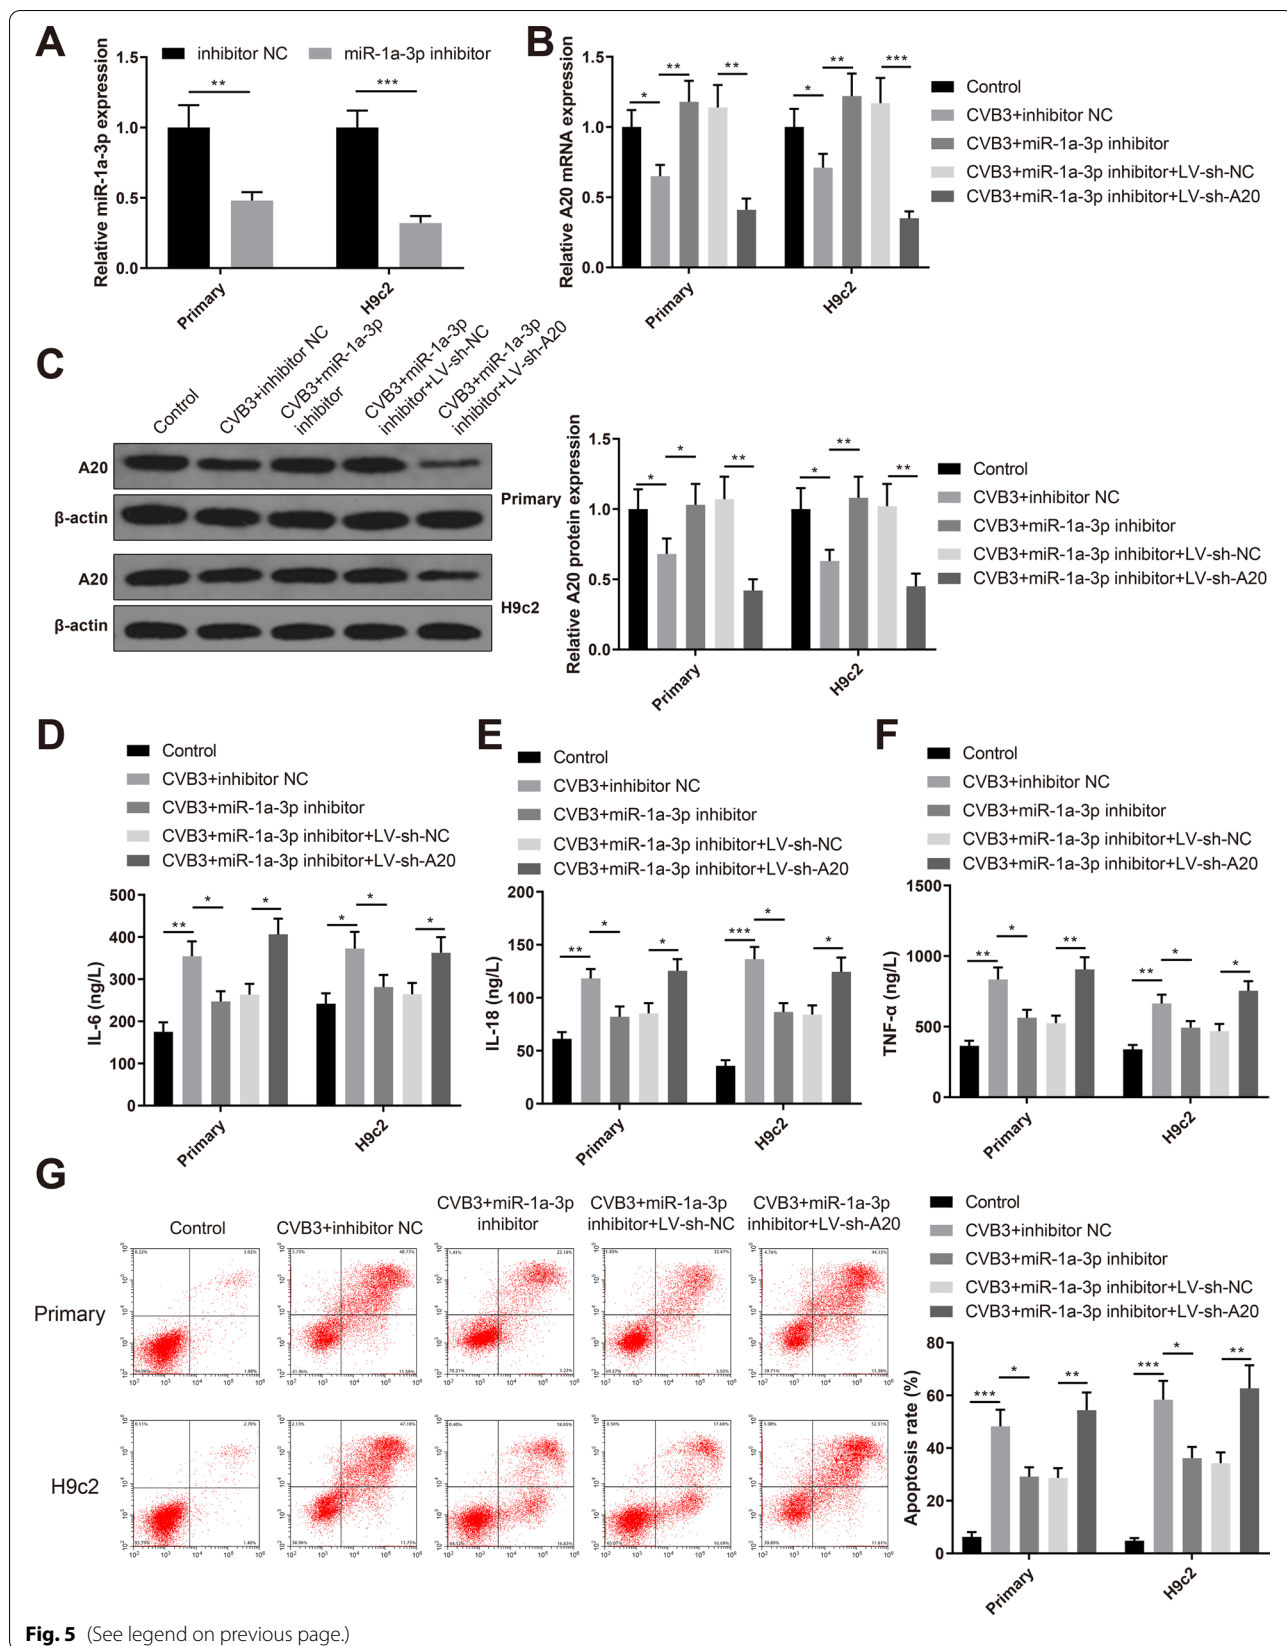 A
inhibitor NC
miR-1a-3p inhibitor
Relative miR-1a-3p expression
1.5
1.0
0.5
0.0
**
***
Primary
H9c2
B
Relative A20 mRNA expression
1.5
1.0
0.5
0.0
*
**
**
*
**
***
Primary
H9c2
Control
CVB3+inhibitor NC
CVB3+miR-1a-3p inhibitor
CVB3+miR-1a-3p inhibitor+LV-sh-NC
CVB3+miR-1a-3p inhibitor+LV-sh-A20
C
Control
CVB3+inhibitor NC
CVB3+miR-1a-3p
inhibitor
CVB3+miR-1a-3p
inhibitor+LV-sh-NC
CVB3+miR-1a-3p
inhibitor+LV-sh-A20
A20
β-actin
Primary
A20
β-actin
H9c2
Relative A20 protein expression
1.5
1.0
0.5
0.0
*
*
**
*
**
**
Primary
H9c2
Control
CVB3+inhibitor NC
CVB3+miR-1a-3p inhibitor
CVB3+miR-1a-3p inhibitor+LV-sh-NC
CVB3+miR-1a-3p inhibitor+LV-sh-A20
D
Control
CVB3+inhibitor NC
CVB3+miR-1a-3p inhibitor
CVB3+miR-1a-3p inhibitor+LV-sh-NC
CVB3+miR-1a-3p inhibitor+LV-sh-A20
IL-6 (ng/L)
500
400
300
200
100
0
**
*
*
*
*
*
Primary
H9c2
E
Control
CVB3+inhibitor NC
CVB3+miR-1a-3p inhibitor
CVB3+miR-1a-3p inhibitor+LV-sh-NC
CVB3+miR-1a-3p inhibitor+LV-sh-A20
IL-18 (ng/L)
200
150
100
50
0
**
*
*
***
*
*
Primary
H9c2
F
Control
CVB3+inhibitor NC
CVB3+miR-1a-3p inhibitor
CVB3+miR-1a-3p inhibitor+LV-sh-NC
CVB3+miR-1a-3p inhibitor+LV-sh-A20
TNF-α (ng/L)
1500
1000
500
0
**
*
**
**
*
*
Primary
H9c2
G
Control
CVB3+inhibitor NC
CVB3+miR-1a-3p
inhibitor
CVB3+miR-1a-3p
inhibitor+LV-sh-NC
CVB3+miR-1a-3p
inhibitor+LV-sh-A20
Primary
H9c2
Control
CVB3+inhibitor NC
CVB3+miR-1a-3p inhibitor
CVB3+miR-1a-3p inhibitor+LV-sh-NC
CVB3+miR-1a-3p inhibitor+LV-sh-A20
Apoptosis rate (%)
80
60
40
20
0
***
*
**
***
*
**
Primary
H9c2
Fig. 5 (See legend on previous page.)